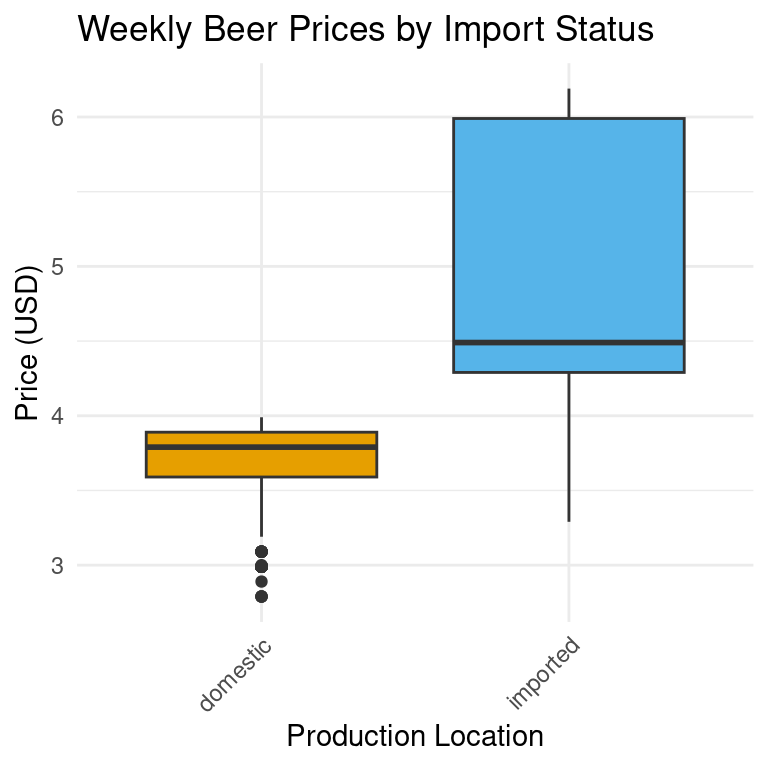 Weekly Beer Prices by Import Status
6
5
4
3
Price (USD)
domestic
imported
Production Location